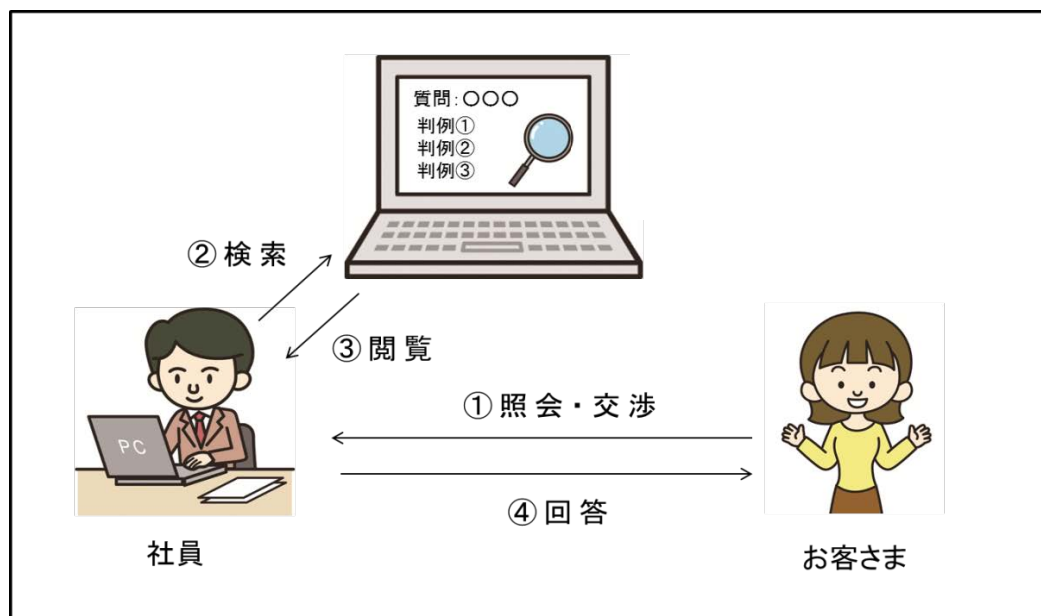 質問:〇〇〇
判例①
判例②
判例③
②検索
③閲覧
①照会・交渉
PC
④回答
社員
お客さま